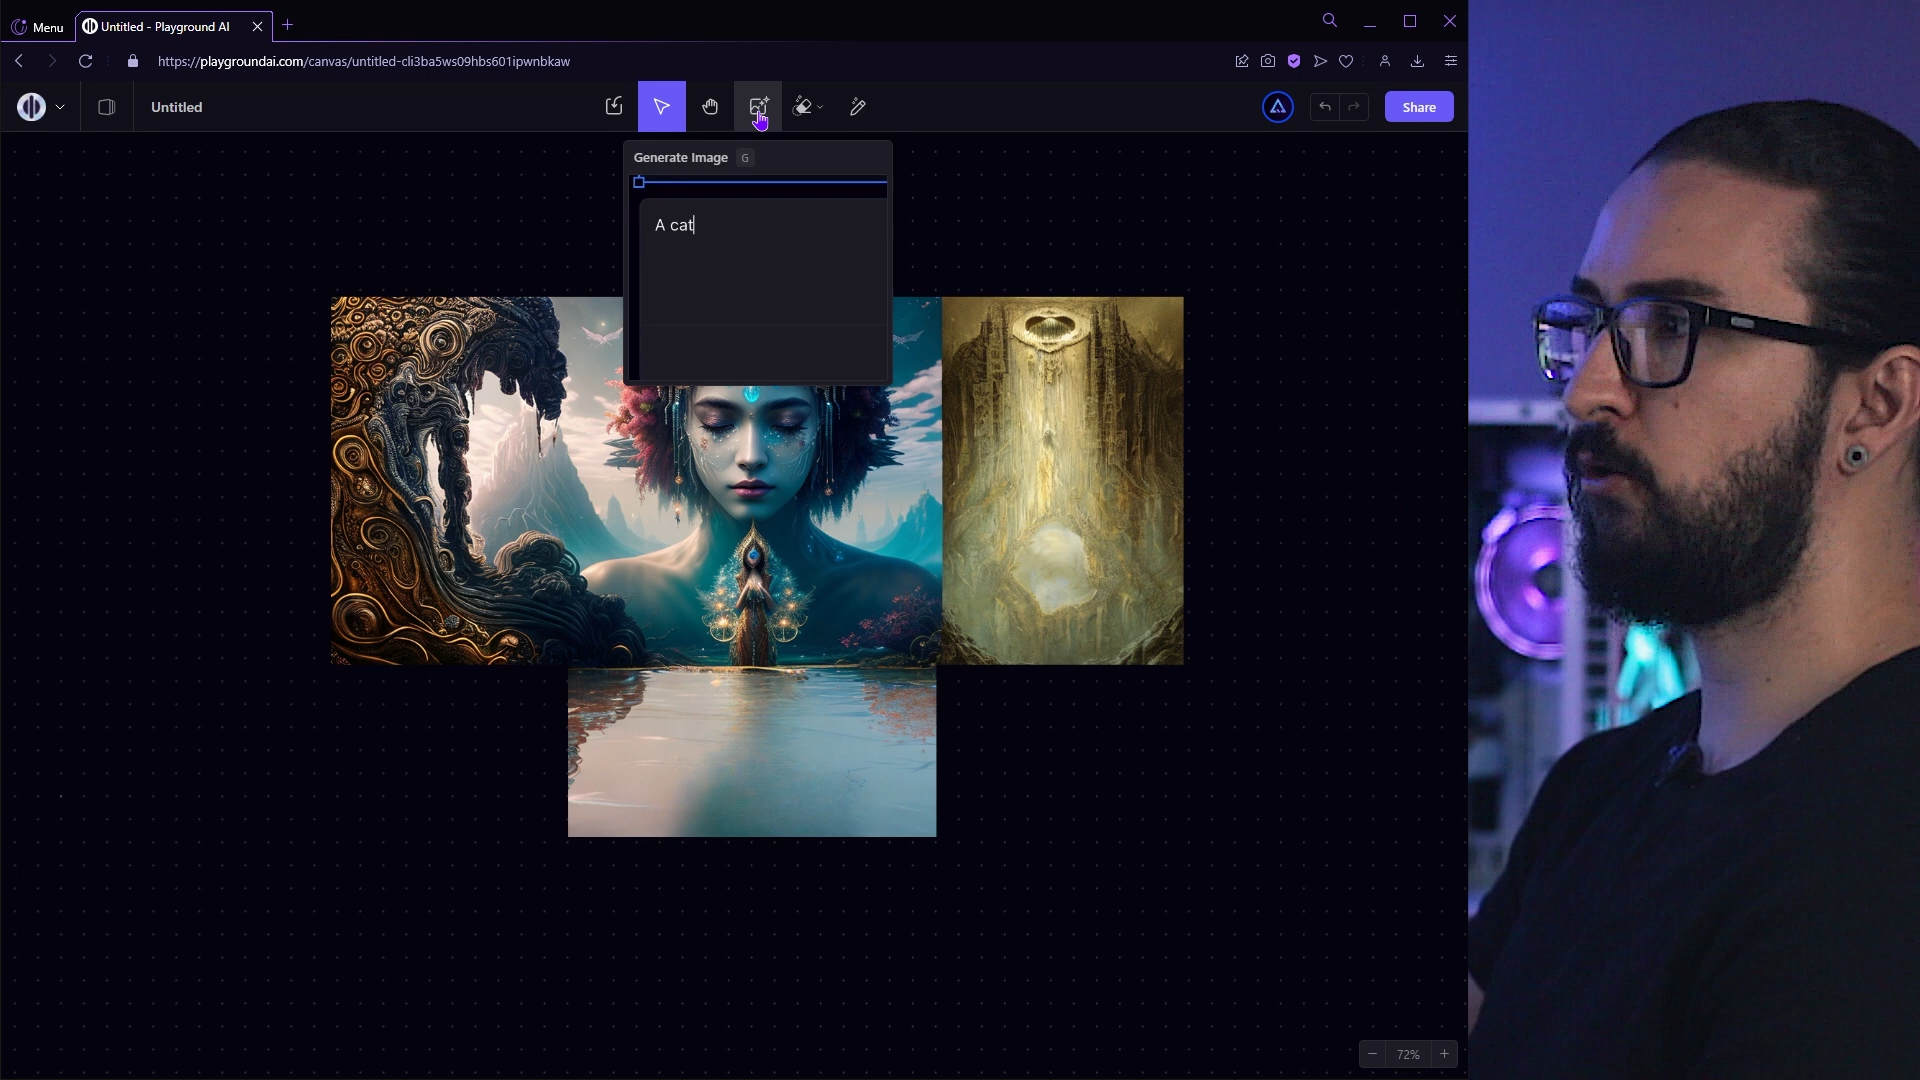 Menu
Untitled - Playground AI
https://playgroundai.com/canvas/untitled-cli3ba5ws09hbs601ipwnbkaw
Untitled
Share
Generate Image G
A cat
72%